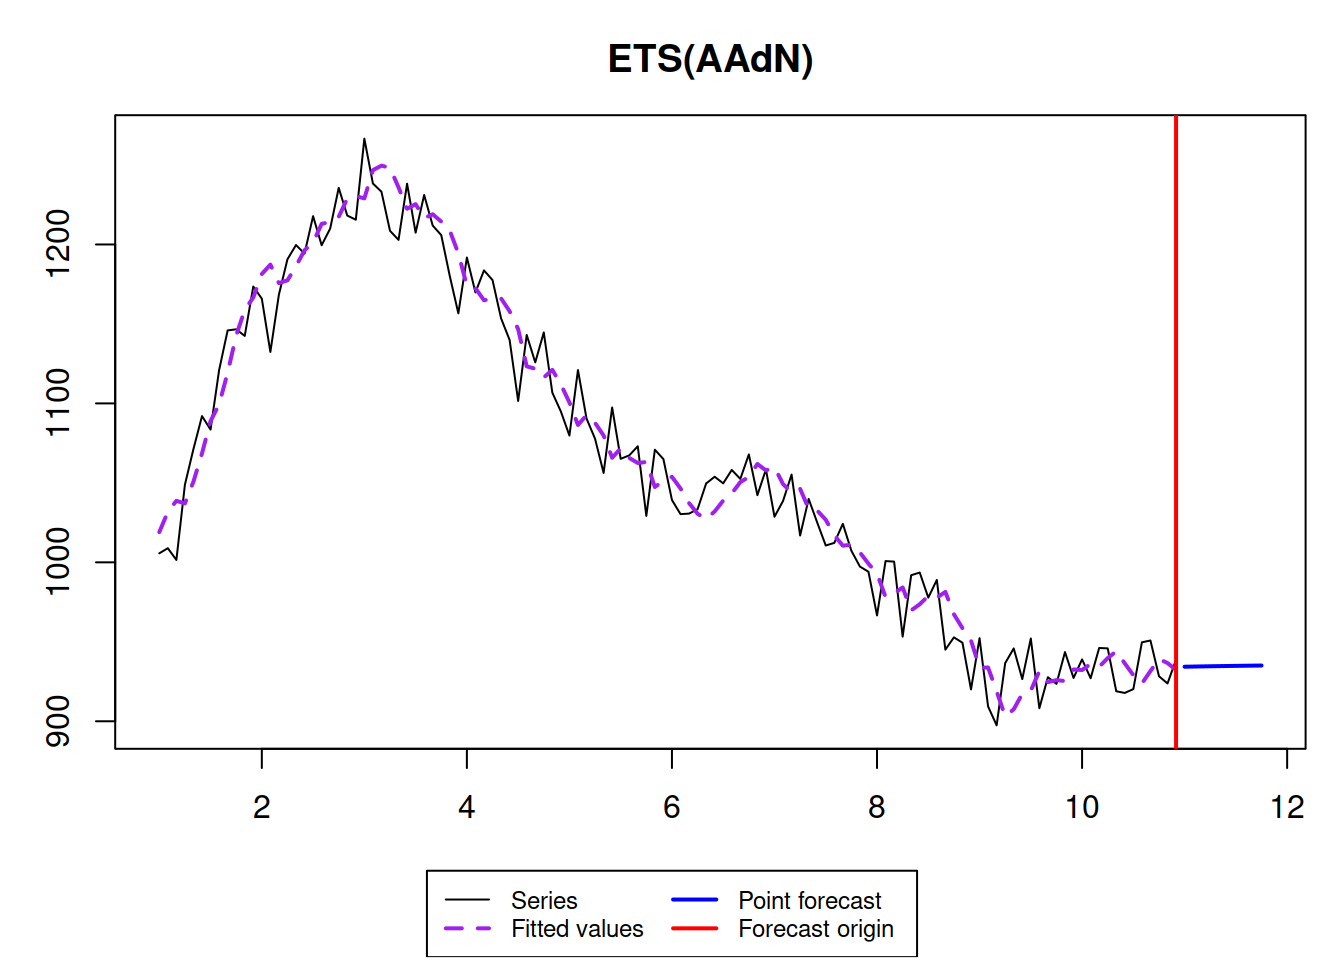 ETS(AAdN)
1200
1100
1000
900
2 4 6 8 10 12
Series Point forecast
Fitted values Forecast origin